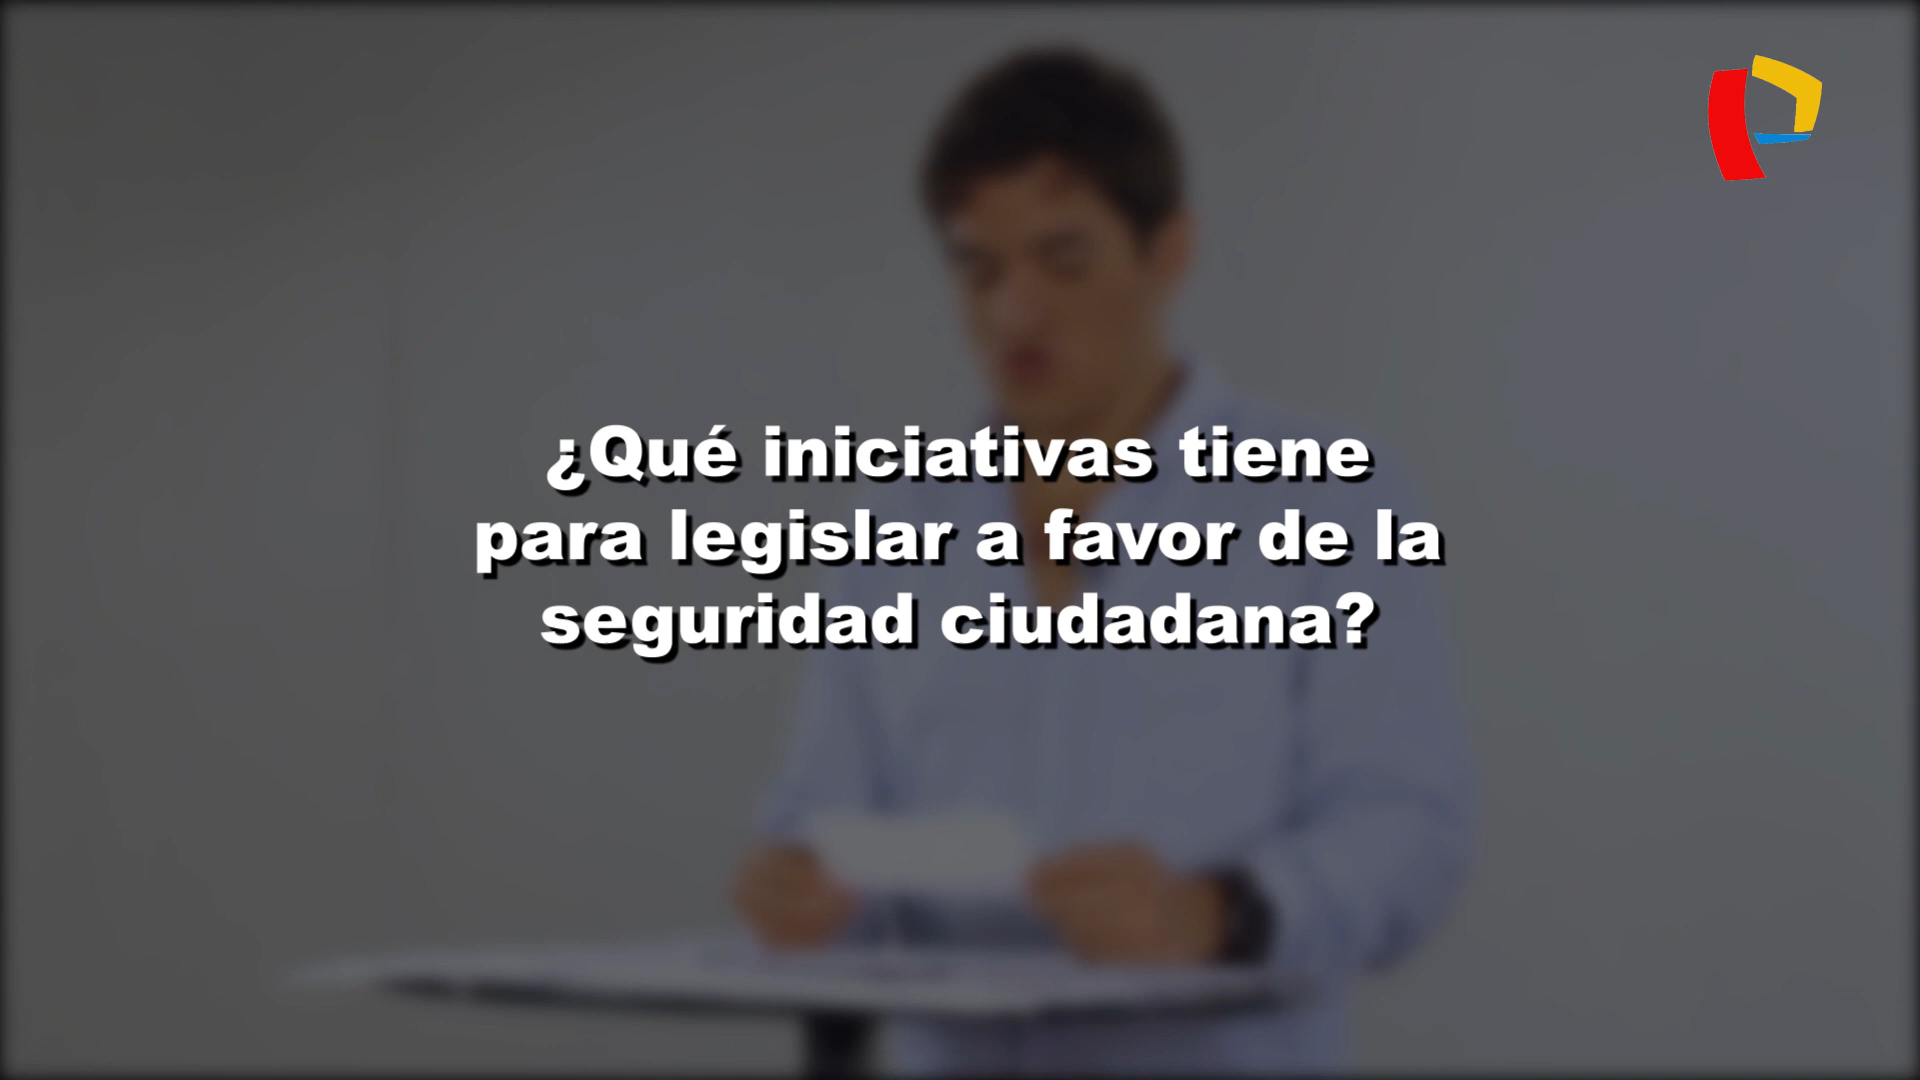 ¿Qué iniciativas tiene
para legislar a favor de la
seguridad ciudadana?